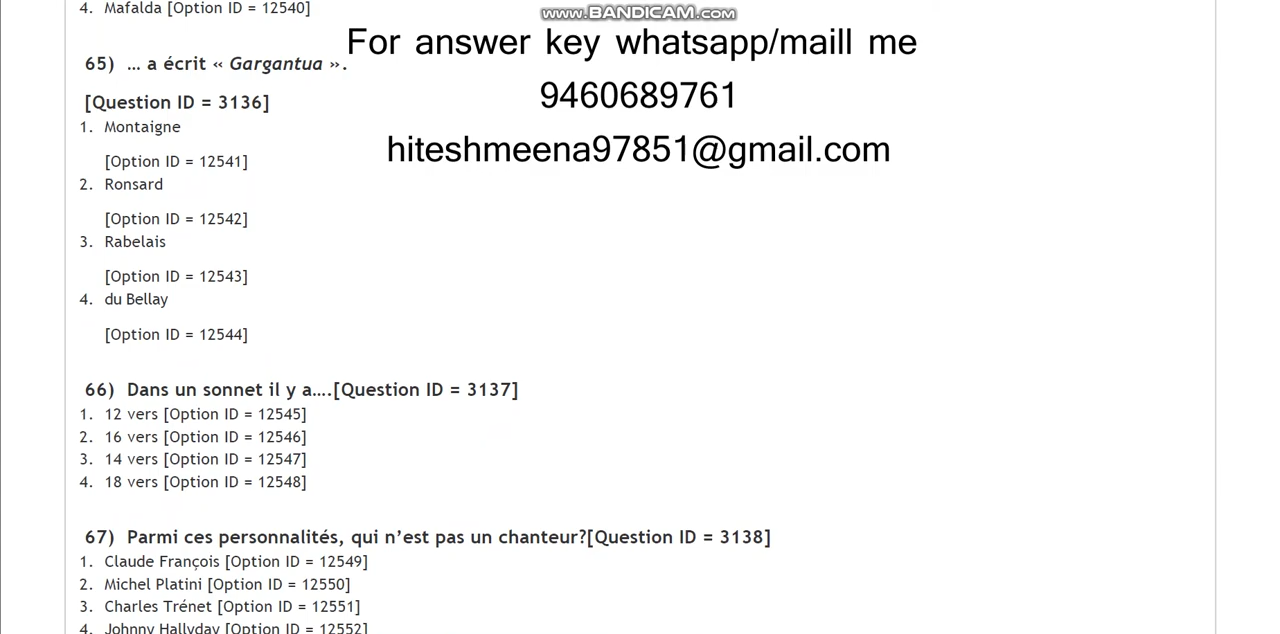 4. Mafalda [Option ID = 12540]
www.BANDICAM.com
For answer key whatsapp/maill me
65) ... a écrit « Gargantua ».
9460689761
[Question ID = 3136]
1. Montaigne
hiteshmeena97851@gmail.com
[Option ID = 12541]
2. Ronsard
[Option ID = 12542]
3. Rabelais
[Option ID = 12543]
4. du Bellay
[Option ID = 12544]
66) Dans un sonnet il y a....[Question ID = 3137]
1. 12 vers [Option ID = 12545]
2. 16 vers [Option ID = 12546]
3. 14 vers [Option ID = 12547]
4. 18 vers [Option ID = 12548]
67) Parmi ces personnalités, qui n’est pas un chanteur?[Question ID = 3138]
1. Claude François [Option ID = 12549]
2. Michel Platini [Option ID = 12550]
3. Charles Trénet [Option ID = 12551]
4. Johnny Hallyday [Option ID = 12552]